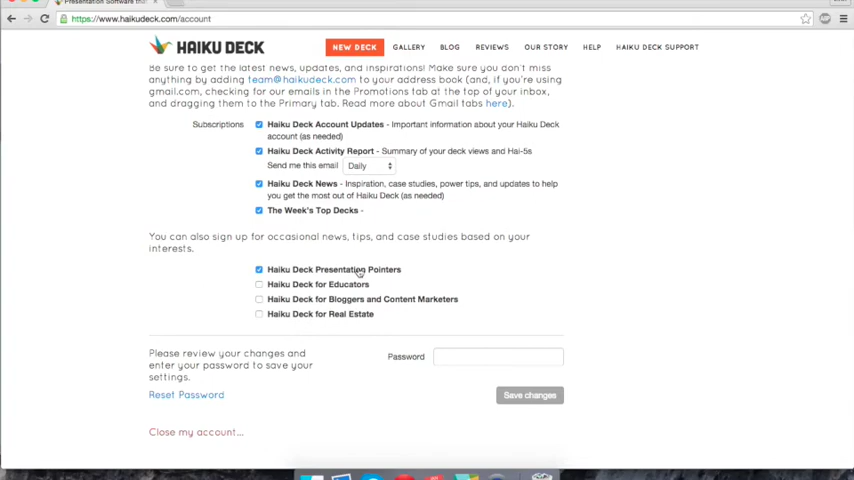 https://www.haikudeck.com/account
HAIKU DECK
NEW DECK GALLERY BLOG REVIEWS OUR STORY HELP HAIKU DECK SUPPORT
Be sure to get the latest news, updates, and inspirations! Make sure you don't miss
anything by adding team@haikudeck.com to your address book (and, if you're using
gmail.com, checking for our emails in the Promotions tab at the top of your inbox,
and dragging them to the Primary tab. Read more about Gmail tabs here).
Subscriptions Haiku Deck Account Updates - Important information about your Haiku Deck
account (as needed)
Haiku Deck Activity Report - Summary of your deck views and Hai-5s
Send me this email Daily
Haiku Deck News - Inspiration, case studies, power tips, and updates to help
you get the most out of Haiku Deck (as needed)
The Week's Top Decks -
You can also sign up for occasional news, tips, and case studies based on your
interests.
Haiku Deck Presentation Pointers
Haiku Deck for Educators
Haiku Deck for Bloggers and Content Marketers
Haiku Deck for Real Estate
Please review your changes and
enter your password to save your
settings.
Password
Reset Password
Save changes
Close my account...